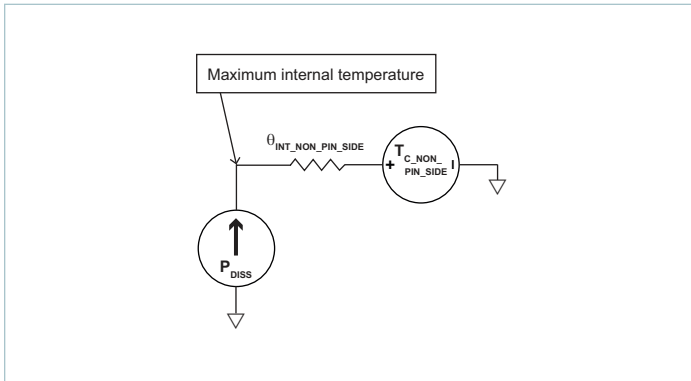 Maximum internal temperature
θINT_NON_PIN_SIDE
TC_NON_
PIN_SIDE
+
I
PDISS